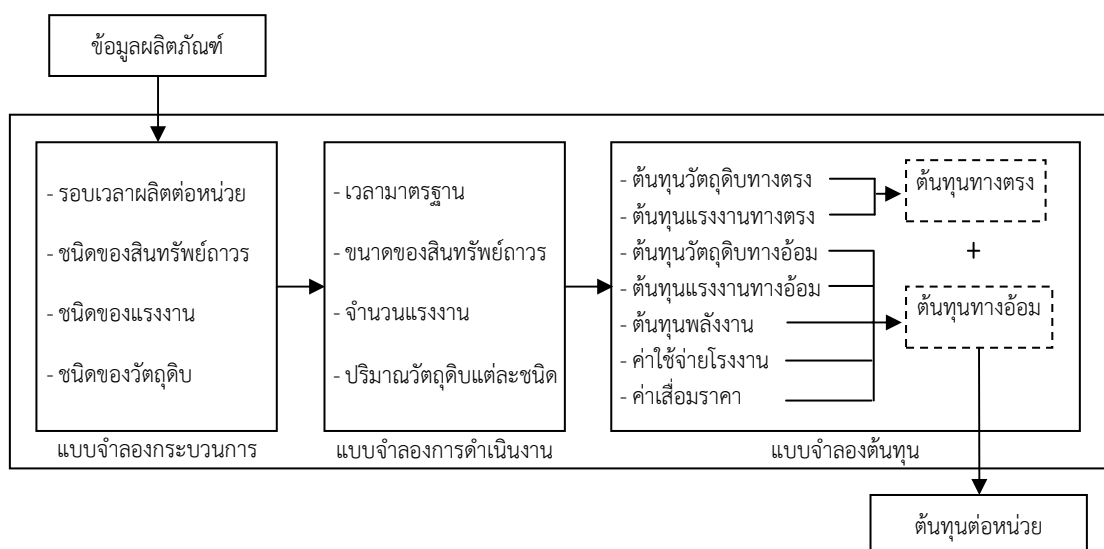 ข้อมูลผลิตภัณฑ์
- รอบเวลาผลิตต่อหน่วย
- ชนิดของสินทรัพย์ถาวร
- ชนิดของแรงงาน
- ชนิดของวัตถุดิบ
แบบจำลองกระบวนการ
- เวลามาตรฐาน
- ขนาดของสินทรัพย์ถาวร
- จำนวนแรงงาน
- ปริมาณวัตถุดิบแต่ละชนิด
แบบจำลองการดำเนินงาน
- ต้นทุนวัตถุดิบทางตรง
- ต้นทุนแรงงานทางตรง
- ต้นทุนวัตถุดิบทางอ้อม
- ต้นทุนแรงงานทางอ้อม
- ต้นทุนพลังงาน
- ค่าใช้จ่ายโรงงาน
- ค่าเสื่อมราคา
ต้นทุนทางตรง
+
ต้นทุนทางอ้อม
แบบจำลองต้นทุน
ต้นทุนต่อหน่วย